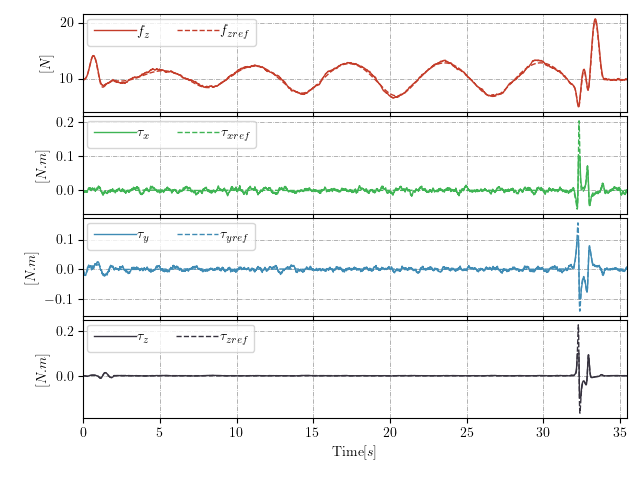 20
10
[N]
f_z f_zref
0.2
0.1
0.0
[N.m]
τ_x τ_xref
0.1
0.0
−0.1
[N.m]
τ_y τ_yref
0.2
0.0
[N.m]
τ_z τ_zref
0 5 10 15 20 25 30 35
Time[s]